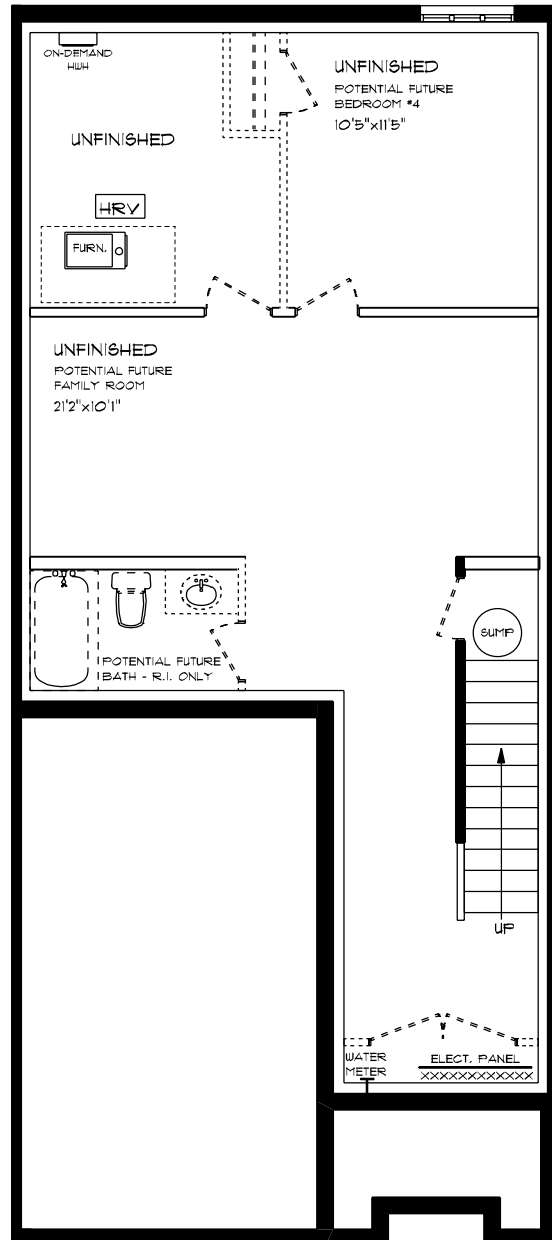 ON-DEMAND
HWH
UNFINISHED
POTENTIAL FUTURE
BEDROOM #4
10'5"x11'5"
UNFINISHED
HRV
FURN.
UNFINISHED
POTENTIAL FUTURE
FAMILY ROOM
21'2"x10'1"
SUMP
POTENTIAL FUTURE
BATH - R.I. ONLY
UP
WATER
METER
ELECT. PANEL